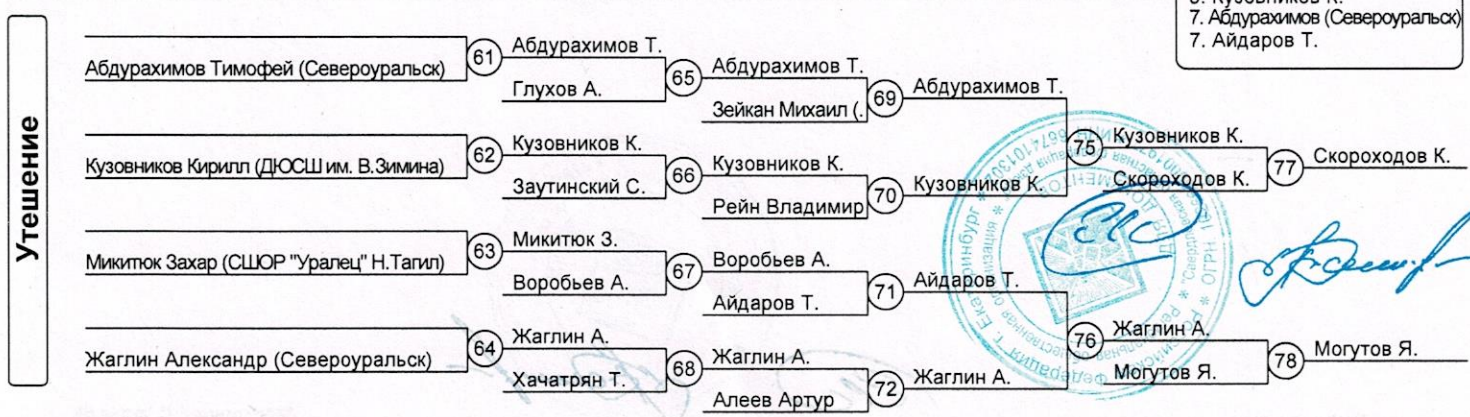 7. Абдурахимов (Североуральск)
7. Айдаров Т.
Утешение
Абдурахимов Тимофей (Североуральск)
61
Абдурахимов Т.
Глухов А.
65
Абдурахимов Т.
Зейкан Михаил (.
69
Абдурахимов Т.
Кузовников Кирилл (ДЮСШ им. В.Зимина)
62
Кузовников К.
Заутинский С.
66
Кузовников К.
Рейн Владимир
70
Кузовников К.
75
Кузовников К.
Скороходов К.
77
Скороходов К.
Микитюк Захар (СШОР "Уралец" Н.Тагил)
63
Микитюк З.
Воробьев А.
67
Воробьев А.
Айдаров Т.
71
Айдаров Т.
Жаглин Александр (Североуральск)
64
Жаглин А.
Хачатрян Т.
68
Жаглин А.
Алеев Артур
72
Жаглин А.
76
Жаглин А.
Могутов Я.
78
Могутов Я.